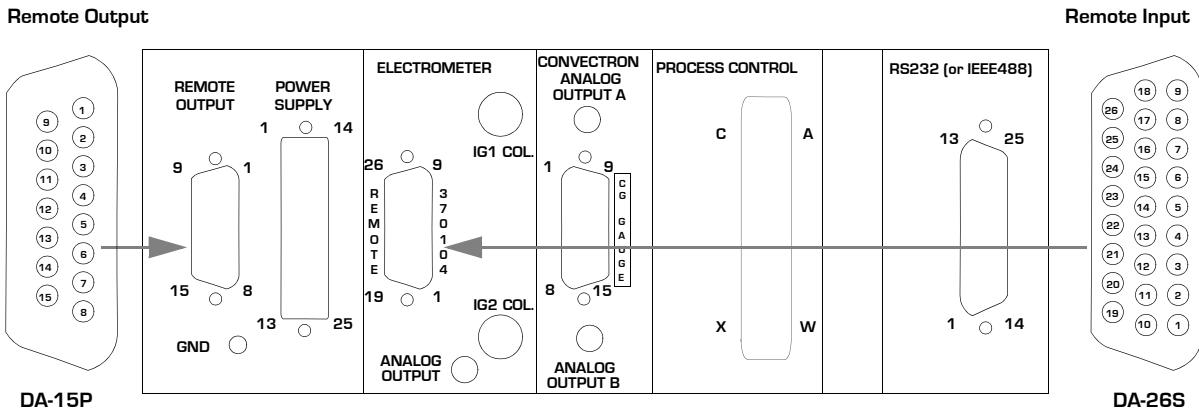 Remote Output
Remote Input
1
2
3
4
5
6
7
8
9
10
11
12
13
14
15
DA-15P
REMOTE
OUTPUT
9 1
15 8
GND
POWER
SUPPLY
1 14
13 25
ELECTROMETER
IG1 COL.
26 9
REMOTE
370104
19 1
IG2 COL.
ANALOG
OUTPUT
CONVECTRON
ANALOG
OUTPUT A
1 9
CG GAUGE
8 15
ANALOG
OUTPUT B
PROCESS CONTROL
C A
X W
RS232 (or IEEE488)
13 25
1 14
26
25
24
23
22
21
20
19
18
17
16
15
14
13
12
11
10
9
8
7
6
5
4
3
2
1
DA-26S